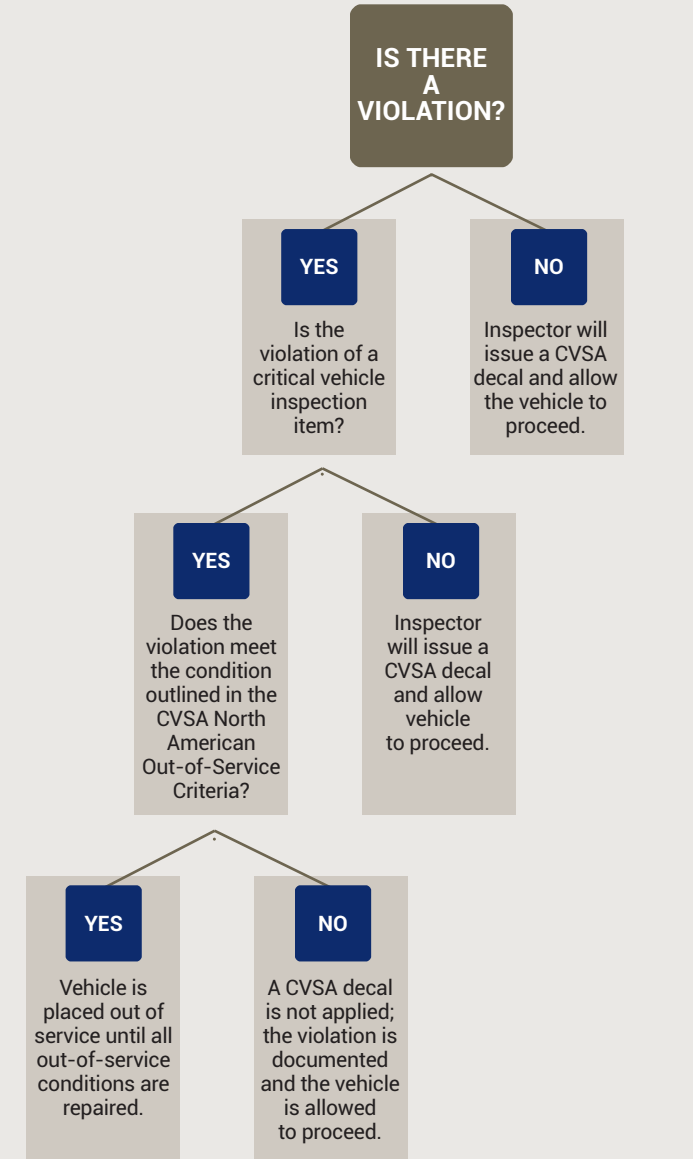 IS THERE
A
VIOLATION?
YES
Is the
violation of a
critical vehicle
inspection
item?
NO
Inspector will
issue a CVSA
decal and allow
the vehicle to
proceed.
YES
Does the
violation meet
the condition
outlined in the
CVSA North
American
Out-of-Service
Criteria?
NO
Inspector
will issue a
CVSA decal
and allow
vehicle
to proceed.
YES
Vehicle is
placed out of
service until all
out-of-service
conditions are
repaired.
NO
A CVSA decal
is not applied;
the violation is
documented
and the vehicle
is allowed
to proceed.